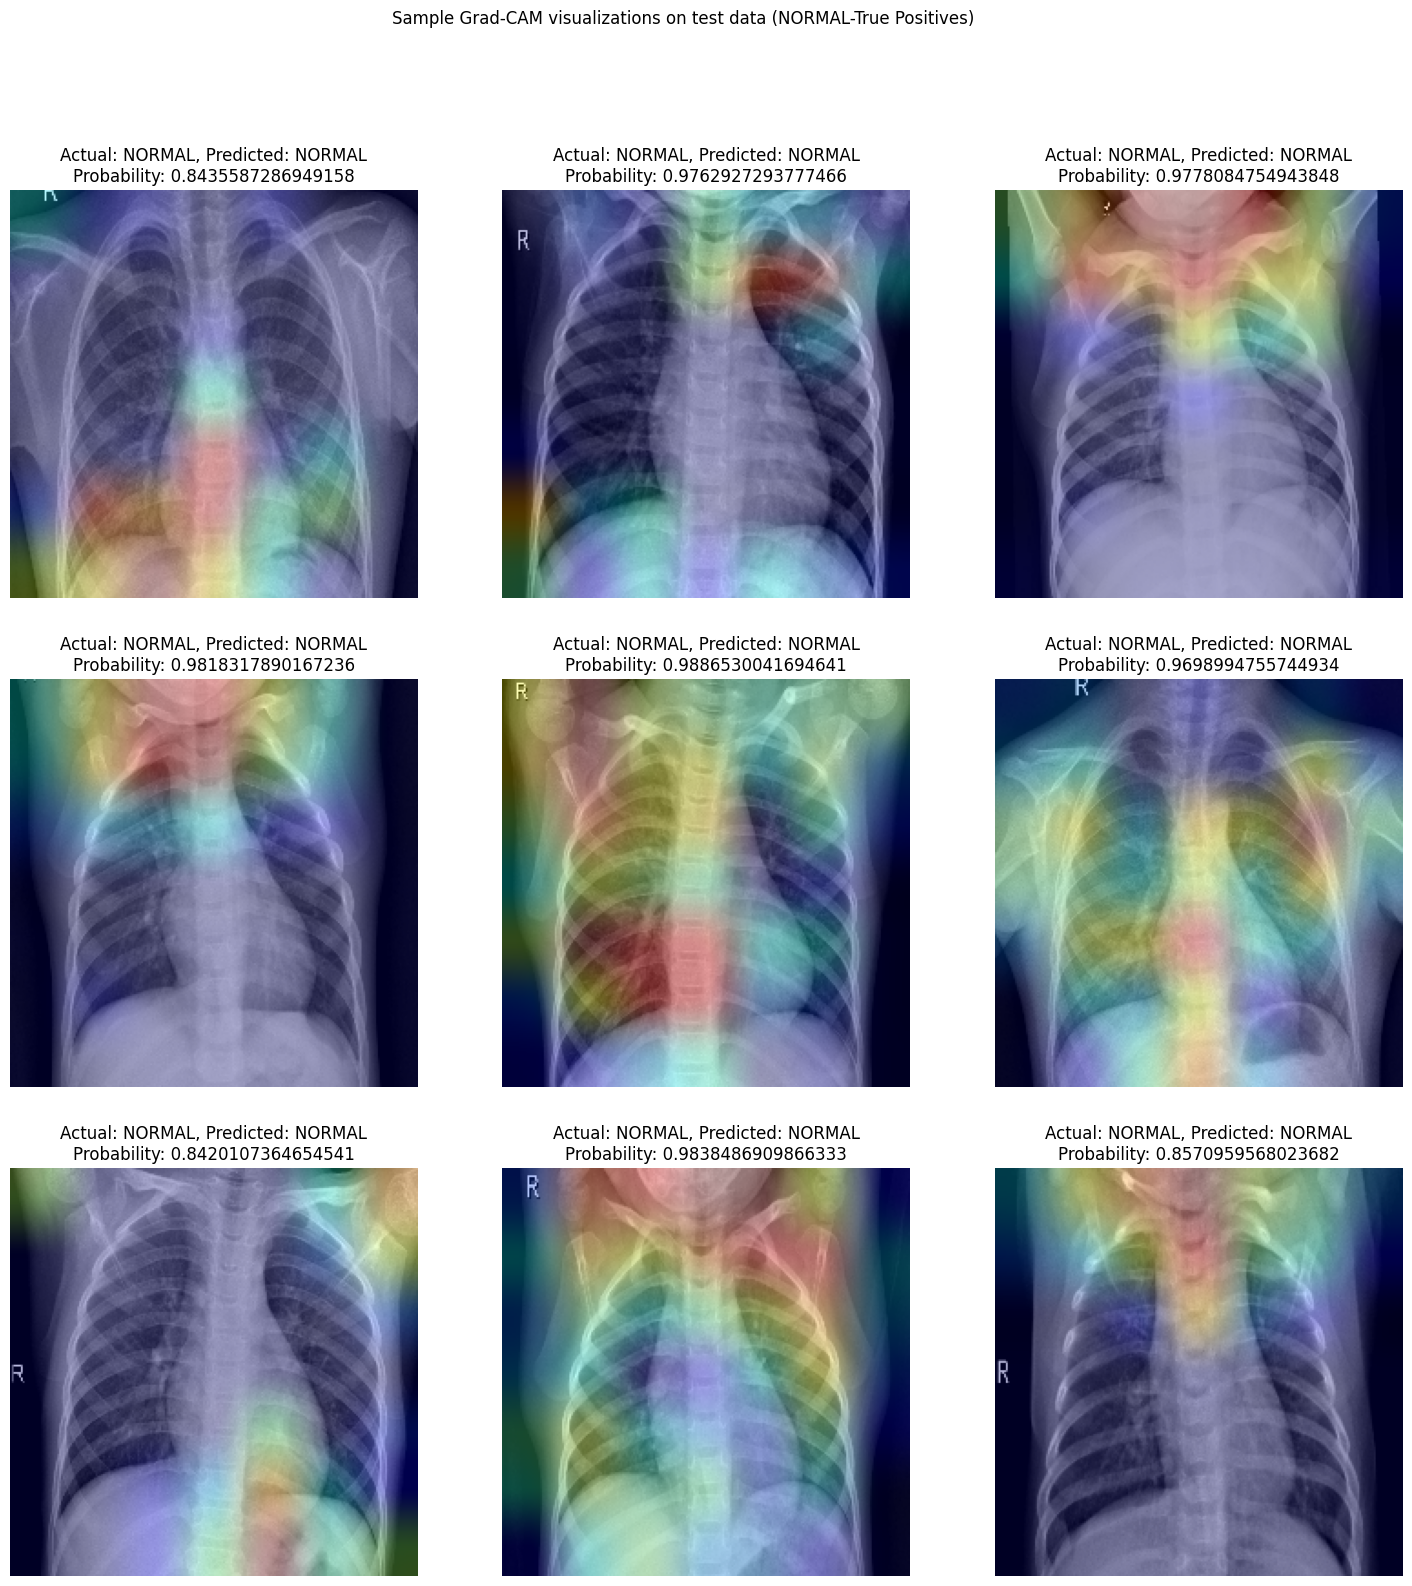 Sample Grad-CAM visualizations on test data (NORMAL-True Positives)
Actual: NORMAL, Predicted: NORMAL
Probability: 0.8435587286949158
R
Actual: NORMAL, Predicted: NORMAL
Probability: 0.9762927293777466
R
Actual: NORMAL, Predicted: NORMAL
Probability: 0.9778084754943848
Actual: NORMAL, Predicted: NORMAL
Probability: 0.9818317890167236
Actual: NORMAL, Predicted: NORMAL
Probability: 0.9886530041694641
R
Actual: NORMAL, Predicted: NORMAL
Probability: 0.9698994755744934
R
Actual: NORMAL, Predicted: NORMAL
Probability: 0.8420107364654541
R
Actual: NORMAL, Predicted: NORMAL
Probability: 0.9838486909866333
R
Actual: NORMAL, Predicted: NORMAL
Probability: 0.8570959568023682
R